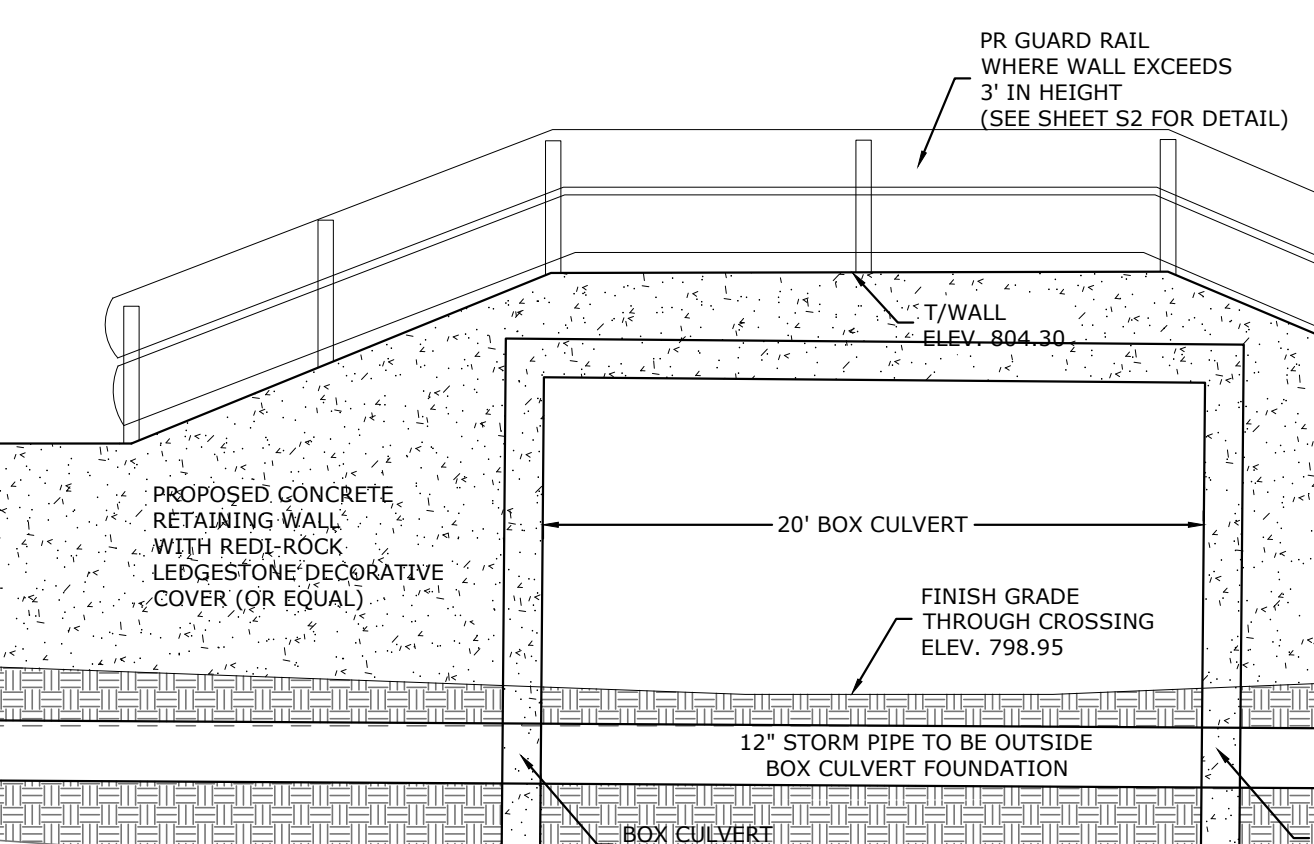 PR GUARD RAIL
WHERE WALL EXCEEDS
3' IN HEIGHT
(SEE SHEET S2 FOR DETAIL)
T/WALL
ELEV. 804.30
PROPOSED CONCRETE
RETAINING WALL
WITH REDI-ROCK
LEDGESTONE DECORATIVE
COVER (OR EQUAL)
20' BOX CULVERT
FINISH GRADE
THROUGH CROSSING
ELEV. 798.95
12" STORM PIPE TO BE OUTSIDE
BOX CULVERT FOUNDATION
BOX CULVERT